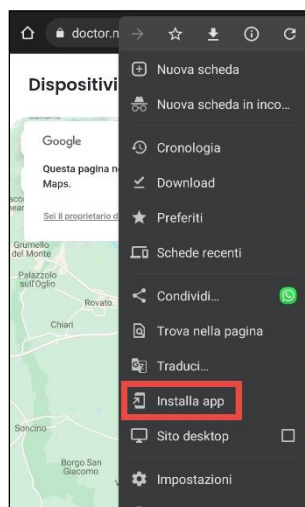 doctor.n
Dispositivi
Google
Questa pagina n
Maps.
Sei il proprietario d
Grumello
del Monte
Palazzolo
sull'Oglio
Rovato
Chiari
Soncino
Borgo San
Giacomo
Nuova scheda
Nuova scheda in inco...
Cronologia
Download
Preferiti
Schede recenti
Condividi...
Trova nella pagina
Traduci...
Installa app
Sito desktop
Impostazioni